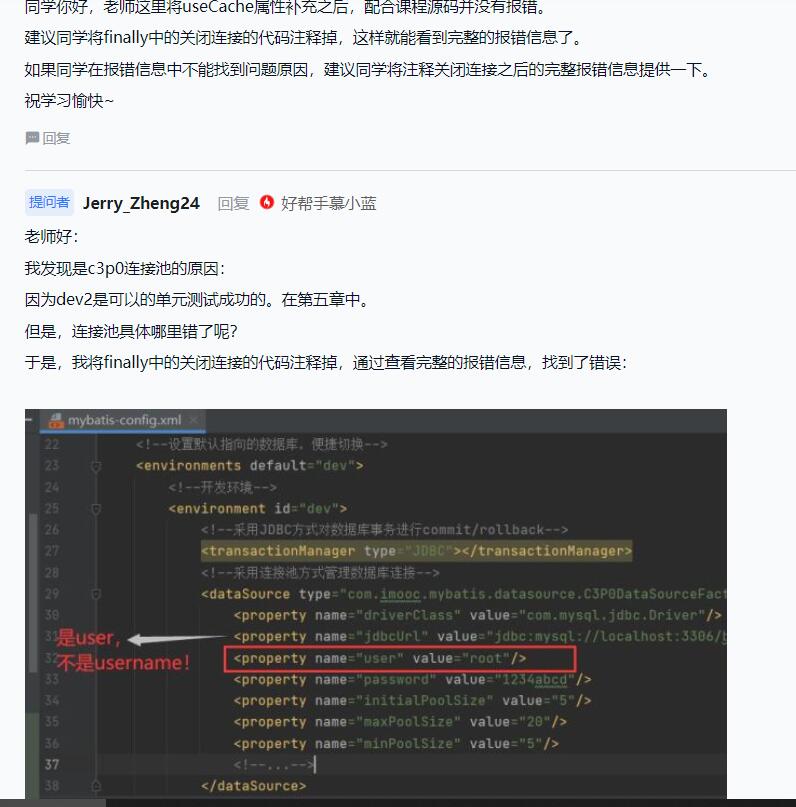 同学你好，老师这里将useCache属性补充之后，配合课程源码并没有报错。
建议同学将finally中的关闭连接的代码注释掉，这样就能看到完整的报错信息了。
如果同学在报错信息中不能找到问题原因，建议同学将注释关闭连接之后的完整报错信息提供一下。
祝学习愉快~
回复
提问者 Jerry_Zheng24 回复 好帮手慕小蓝
老师好：
我发现是c3p0连接池的原因：
因为dev2是可以的单元测试成功的。在第五章中。
但是，连接池具体哪里错了呢？
于是，我将finally中的关闭连接的代码注释掉，通过查看完整的报错信息，找到了错误：
mybatis-config.xml
22 <!--设置默认指向的数据库，便捷切换-->
23 <environments default="dev">
24 <!--开发环境-->
25 <environment id="dev">
26 <!--采用JDBC方式对数据库事务进行commit/rollback-->
27 <transactionManager type="JDBC"></transactionManager>
28 <!--采用连接池方式管理数据库连接-->
29 <dataSource type="com.imooc.mybatis.datasource.C3P0DataSourceFact
30 <property name="driverClass" value="com.mysql.jdbc.Driver"/>
31 <property name="jdbcUrl" value="jdbc:mysql://localhost:3306/b
是user，
32 <property name="user" value="root"/>
不是username！
33 <property name="password" value="1234abcd"/>
34 <property name="initialPoolSize" value="5"/>
35 <property name="maxPoolSize" value="20"/>
36 <property name="minPoolSize" value="5"/>
37 <!--...-->
38 </dataSource>